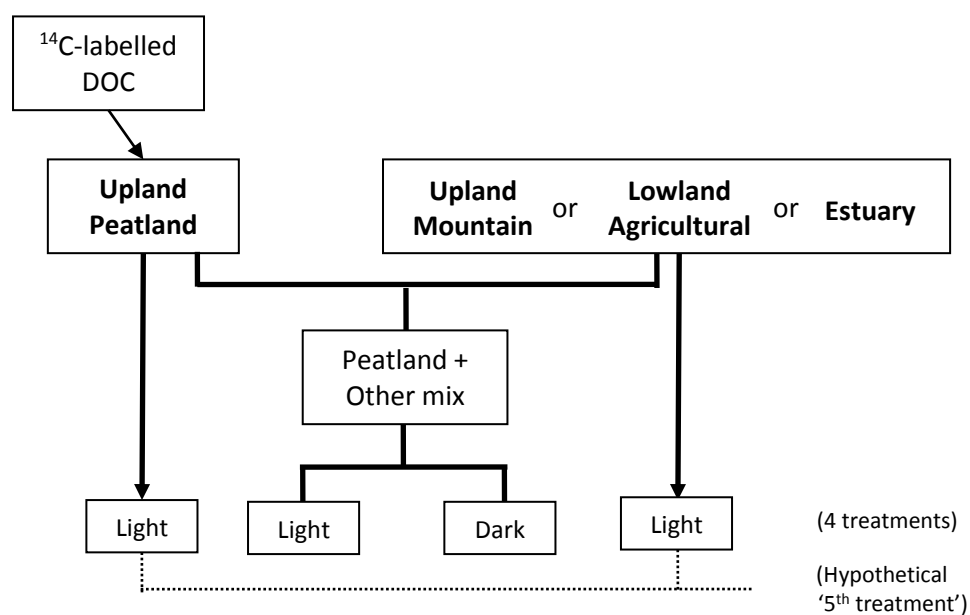 ¹⁴C-labelled
DOC
Upland
Peatland
Upland
Mountain
or
Lowland
Agricultural
or
Estuary
Peatland +
Other mix
Light
Light
Dark
Light
(4 treatments)
(Hypothetical
‘5ᵗʰ treatment’)